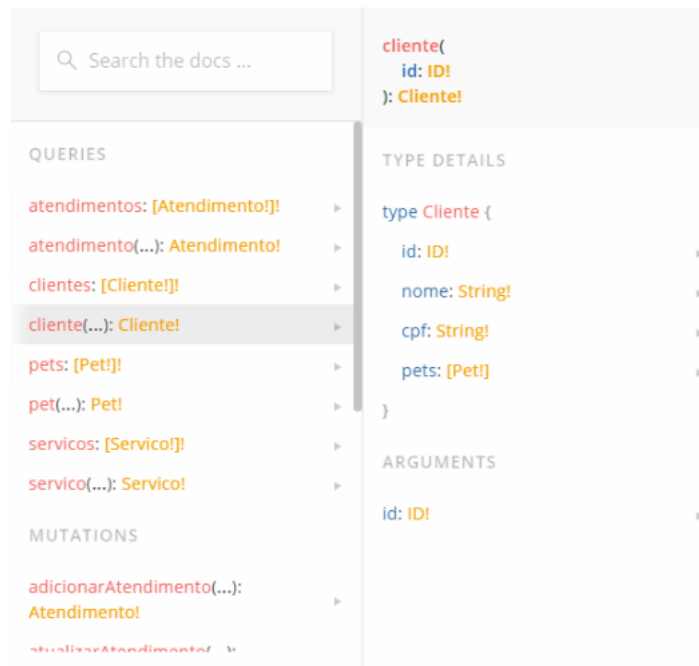 Search the docs ...
QUERIES
atendimentos: [Atendimento!]!
atendimento(...): Atendimento!
clientes: [Cliente!]!
cliente(...): Cliente!
pets: [Pet!]!
pet(...): Pet!
servicos: [Servico!]!
servico(...): Servico!
MUTATIONS
adicionarAtendimento(...):
Atendimento!
atualizarAtendimento(...):
cliente(
id: ID!
): Cliente!
TYPE DETAILS
type Cliente {
id: ID!
nome: String!
cpf: String!
pets: [Pet!]
}
ARGUMENTS
id: ID!